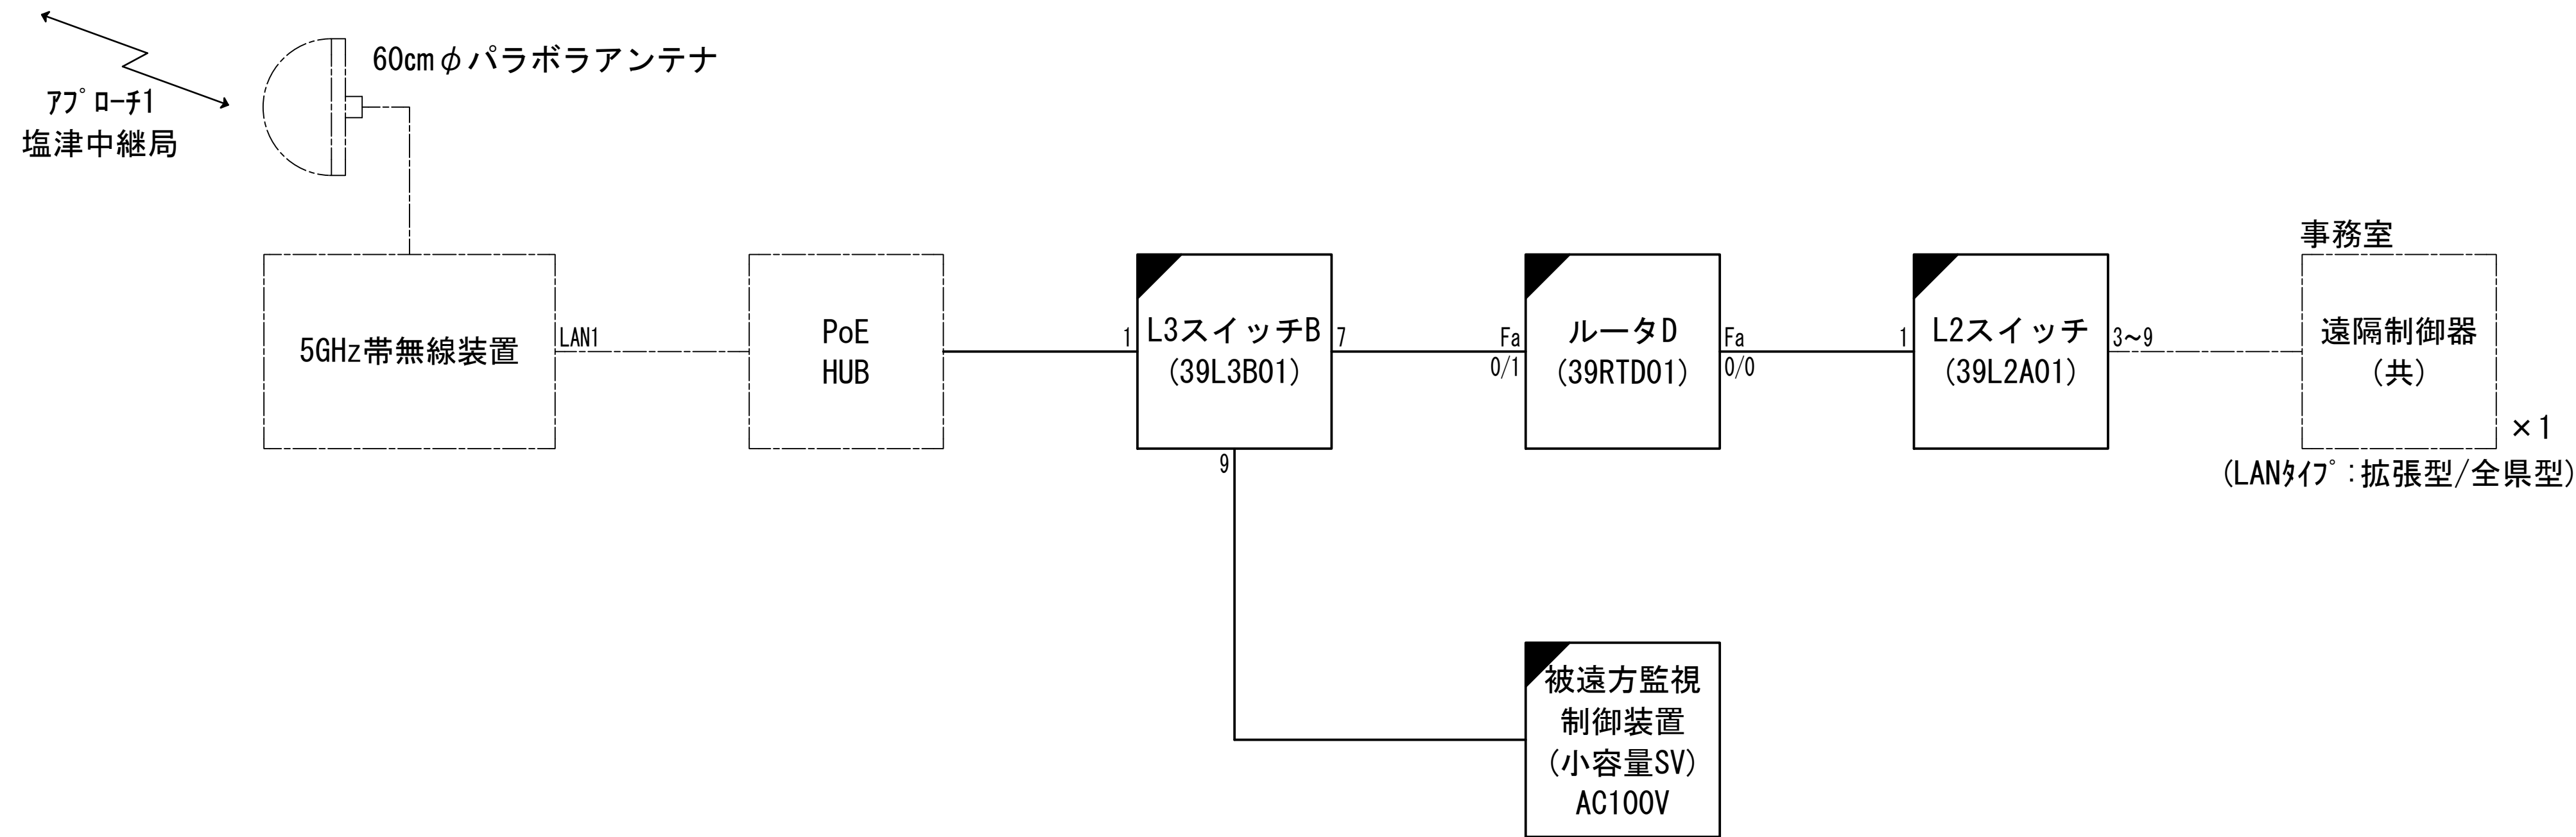 60cmφパラボラアンテナ
ｱﾌﾟﾛｰﾁ1
塩津中継局
事務室
5GHz帯無線装置
LAN1
PoE
HUB
1
L3スイッチB
(39L3B01)
7
9
Fa
0/1
ルータD
(39RTD01)
Fa
0/0
1
L2スイッチ
(39L2A01)
3～9
遠隔制御器
(共)
×1
(LANﾀｲﾌﾟ:拡張型/全県型)
被遠方監視
制御装置
(小容量SV)
AC100V